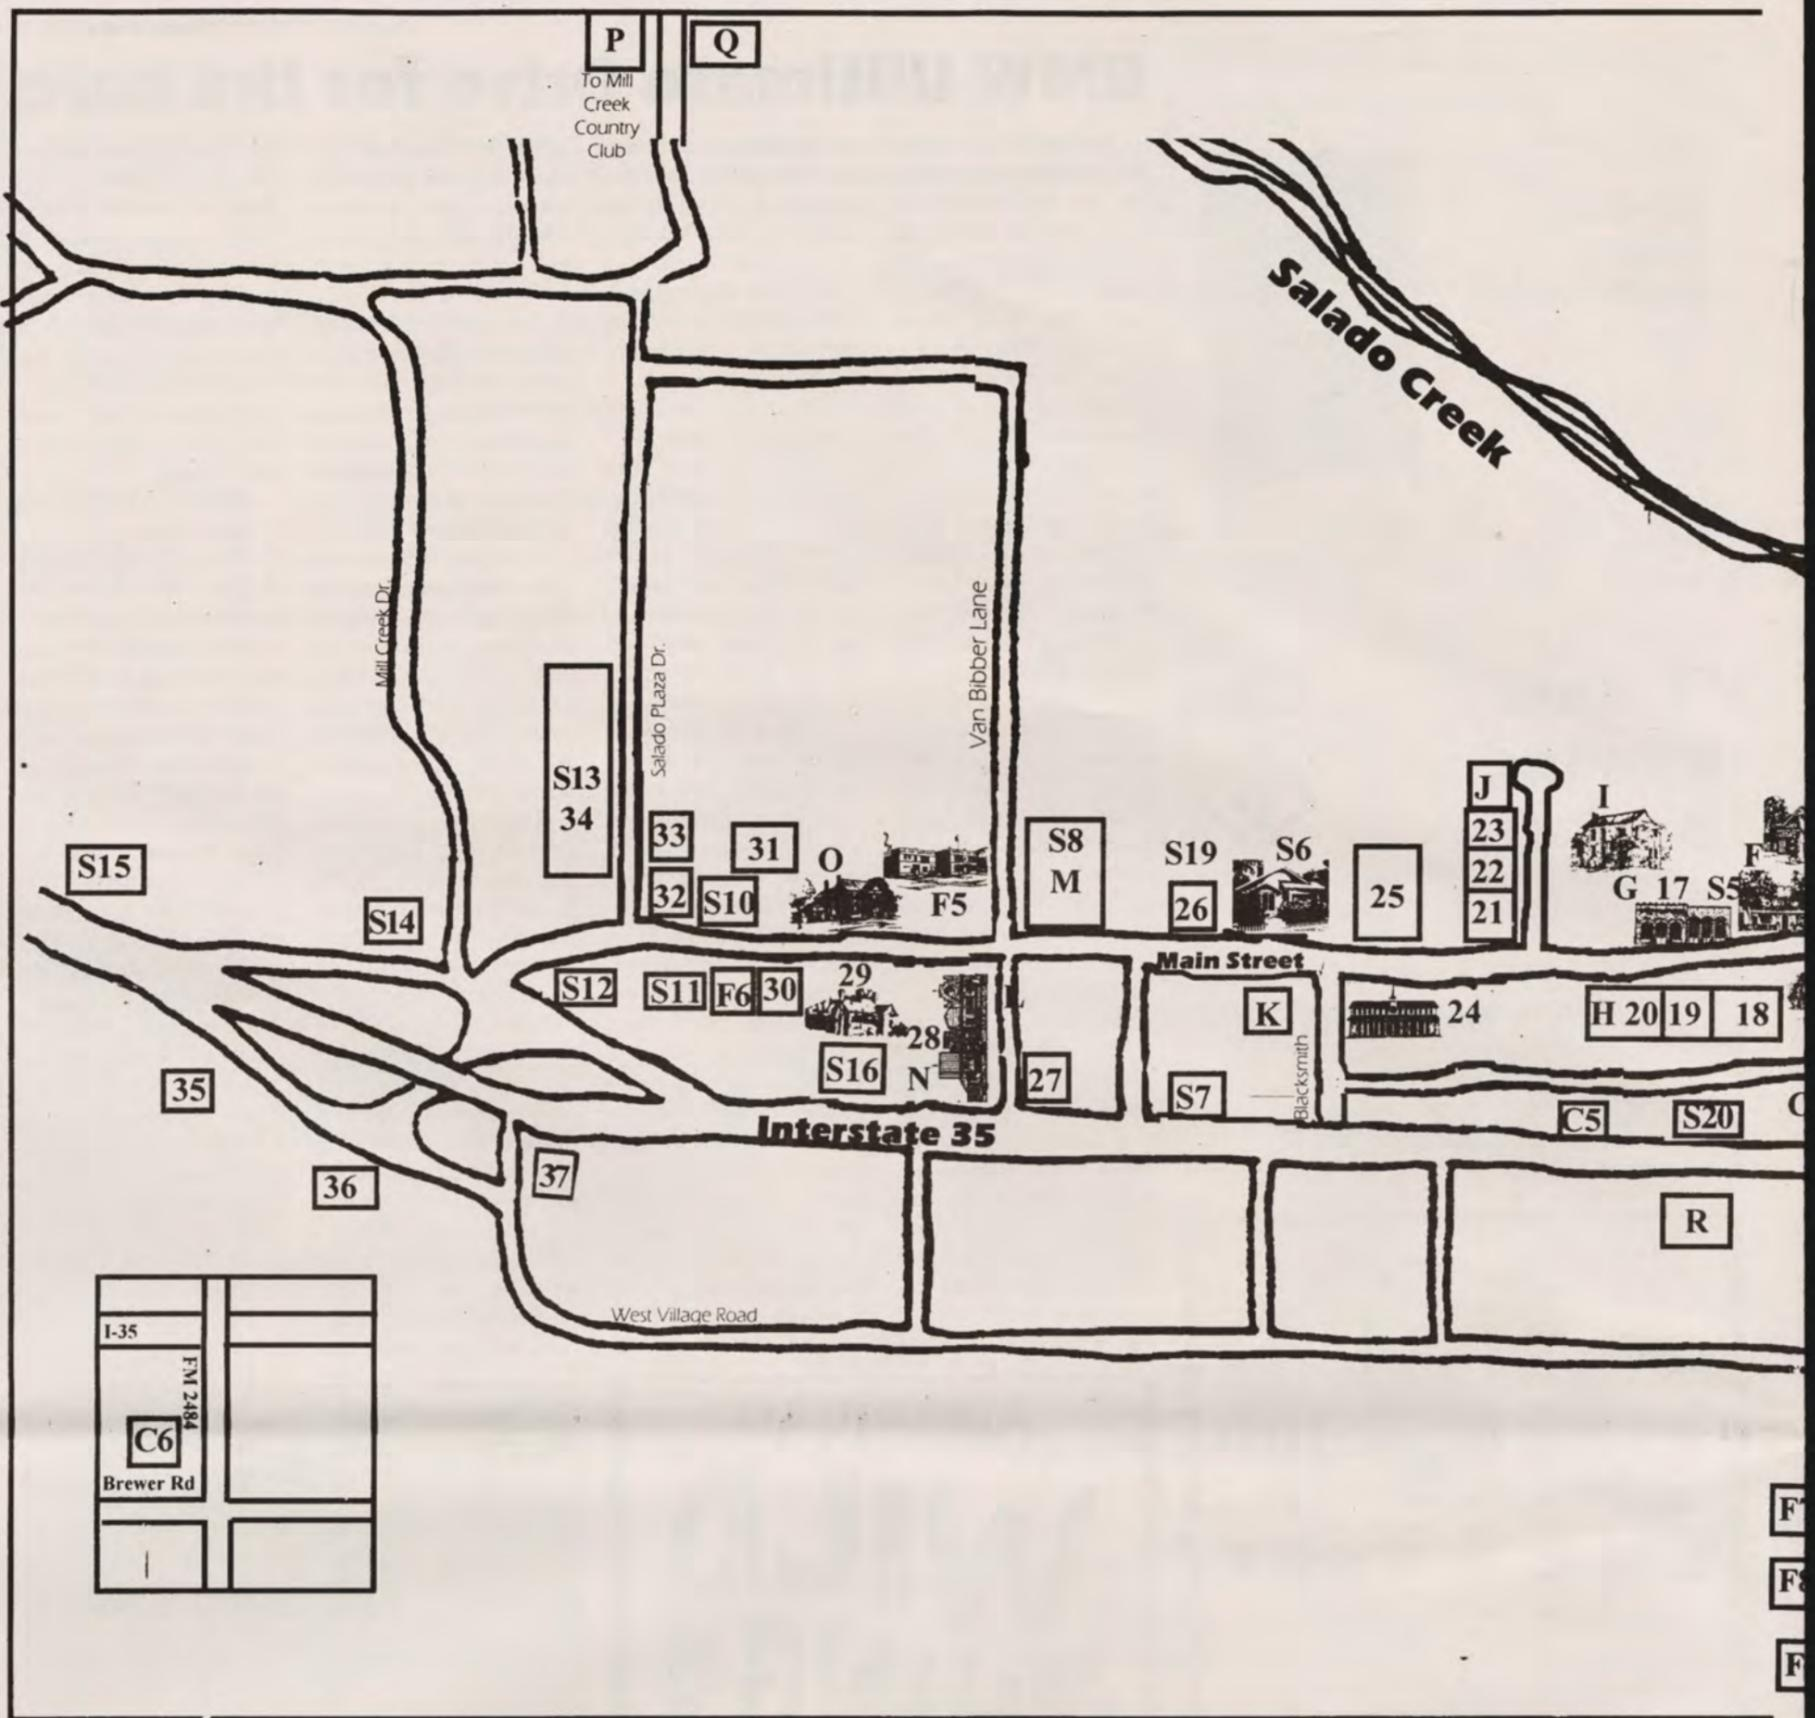 P
Q
To Mill
Creek
Country
Club
Salado Creek
Mill Creek Dr.
Salado PLaza Dr.
Van Bibber Lane
S13
34
33
32
31
S10
O
F5
S8
M
S19
26
S6
25
J
23
22
21
I
G 17 S5
F
S15
S14
Main Street
S12
S11
F6
30
29
28
S16
N
L
27
K
S7
Blacksmith
24
H 20
19
18
35
36
37
Interstate 35
C5
S20
R
West Village Road
I-35
FM 2484
C6
Brewer Rd